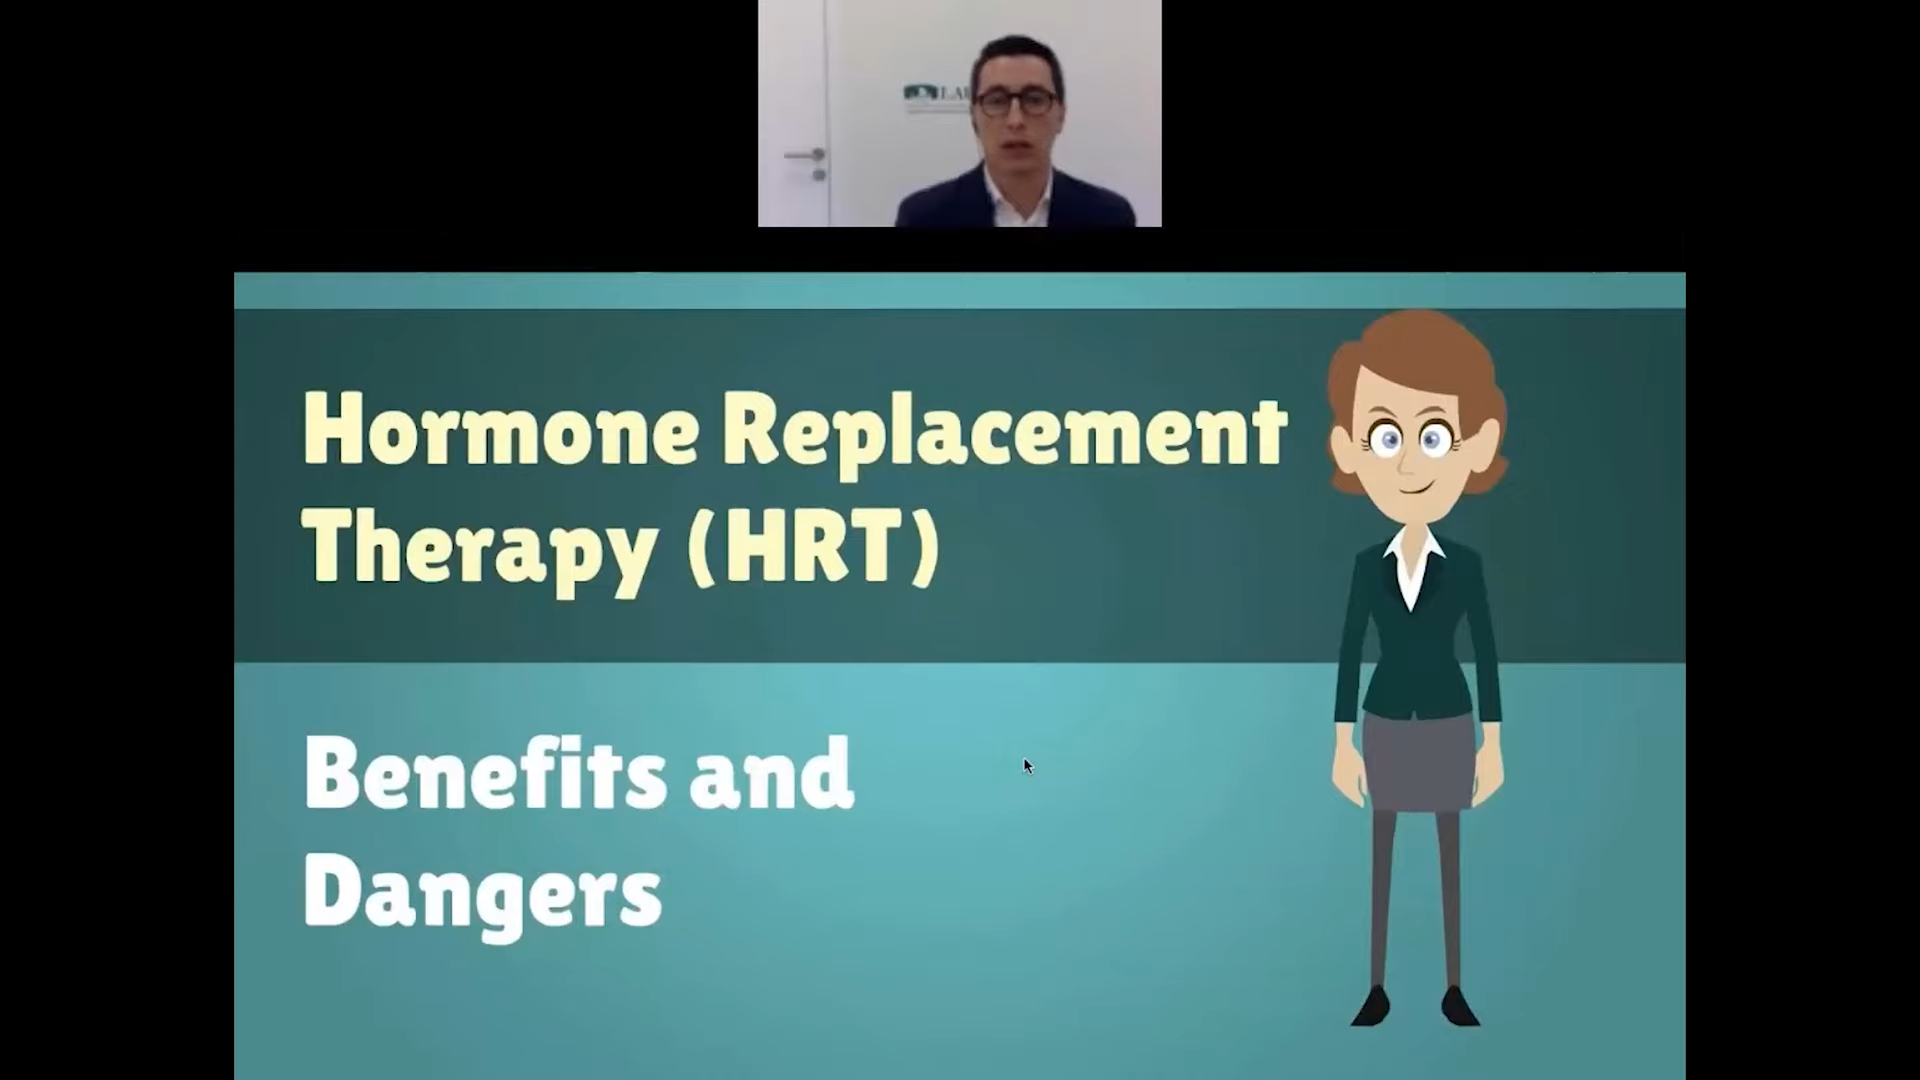 Hormone Replacement
Therapy (HRT)
Benefits and
Dangers